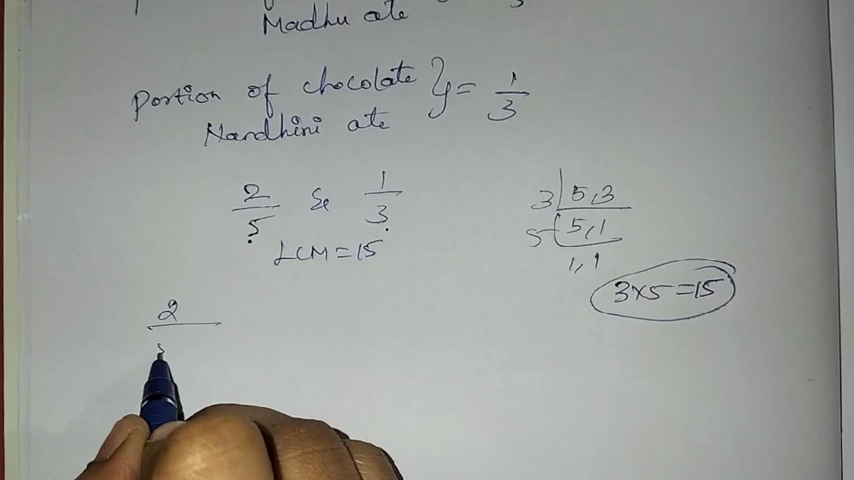 Madhu ate
Portion of chocolate } = 1/3
Nandhini ate
2/5 & 1/3
LCM = 15
3 | 5, 3
5 | 5, 1
1, 1
3 × 5 = 15
2